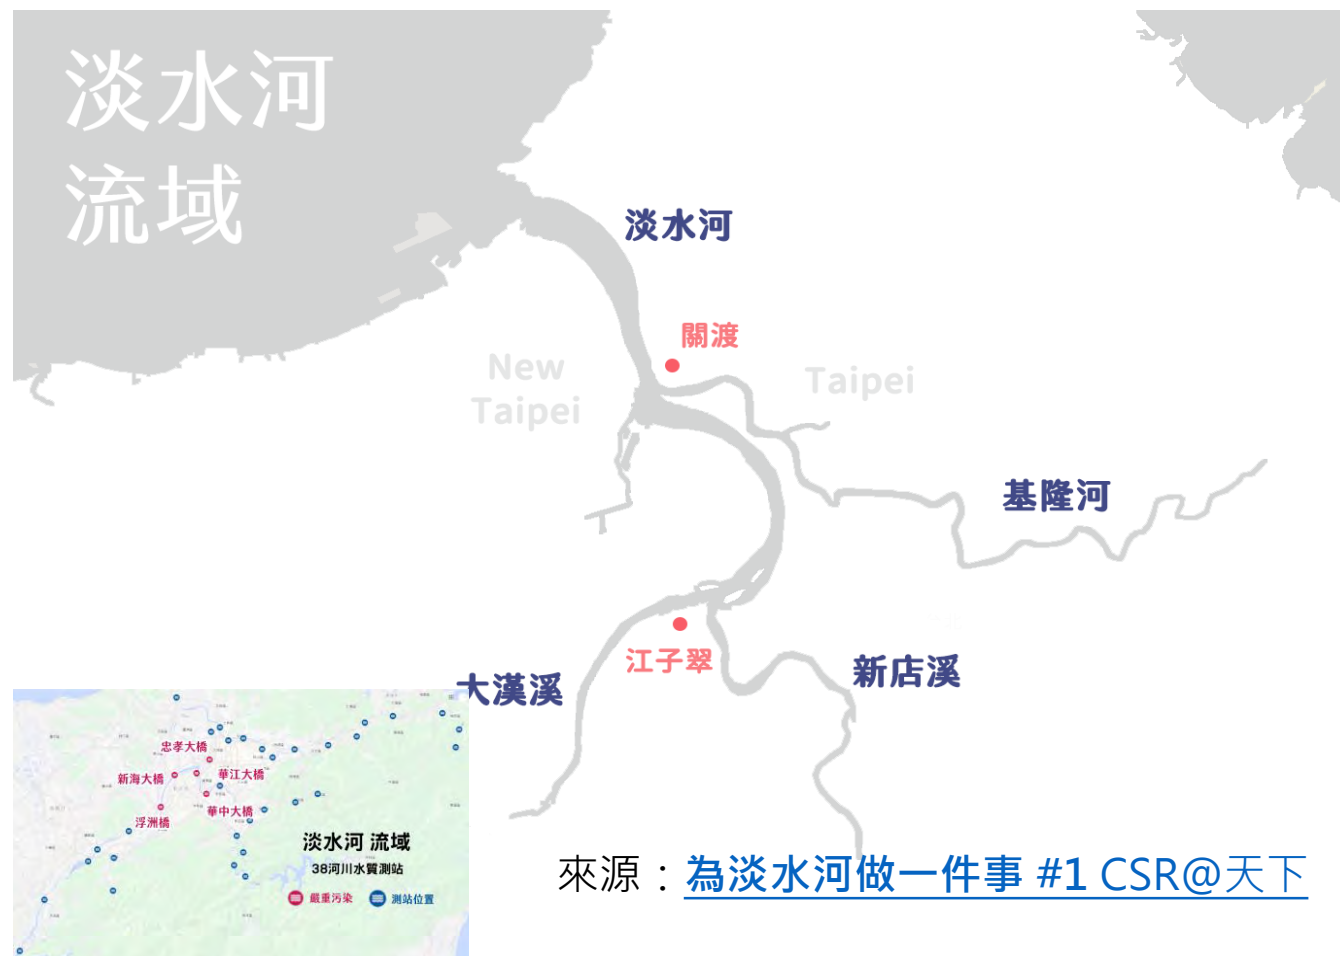 淡水河
流域
淡水河
關渡
New
Taipei
Taipei
基隆河
江子翠
大漢溪
新店溪
忠孝大橋
新海大橋
華江大橋
華中大橋
浮洲橋
淡水河 流域
38河川水質測站
嚴重污染
測站位置
來源：為淡水河做一件事 #1 CSR@天下